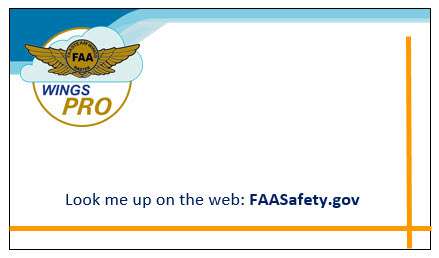 FAA
WINGS
PRO
Look me up on the web: FAASafety.gov